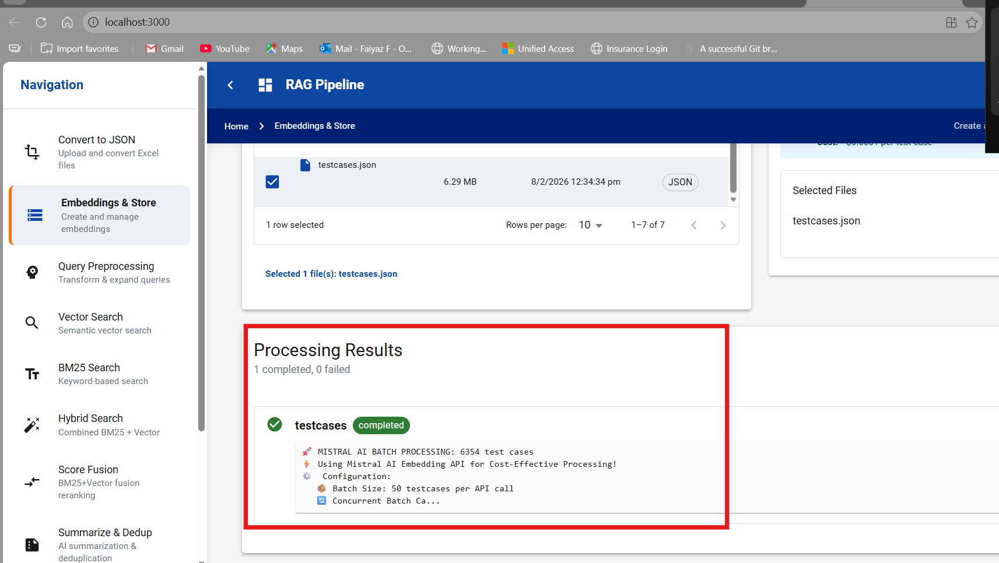 localhost:3000
Import favorites
Gmail
YouTube
Maps
Mail - Faiyaz F - O...
Working...
Unified Access
Insurance Login
A successful Git br...
Navigation
Convert to JSON
Upload and convert Excel
files
Embeddings & Store
Create and manage
embeddings
Query Preprocessing
Transform & expand queries
Vector Search
Semantic vector search
BM25 Search
Keyword-based search
Hybrid Search
Combined BM25 + Vector
Score Fusion
BM25+Vector fusion
reranking
Summarize & Dedup
AI summarization &
deduplication
RAG Pipeline
Home
Embeddings & Store
Create
testcases.json
6.29 MB
8/2/2026 12:34:34 pm
JSON
1 row selected
Rows per page:
10
1–7 of 7
Selected 1 file(s): testcases.json
per test case
Selected Files
testcases.json
Processing Results
1 completed, 0 failed
testcases
completed
🚀 MISTRAL AI BATCH PROCESSING: 6354 test cases
⚡ Using Mistral AI Embedding API for Cost-Effective Processing!
⚙️ Configuration:
📦 Batch Size: 50 testcases per API call
🔄 Concurrent Batch Ca...